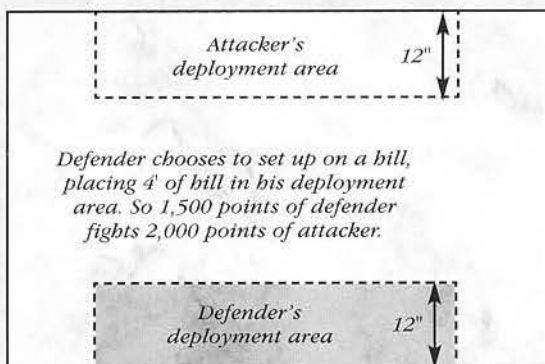 Attacker's
deployment area
12"
Defender chooses to set up on a hill,
placing 4' of hill in his deployment
area. So 1,500 points of defender
fights 2,000 points of attacker.
Defender's
deployment area
12"